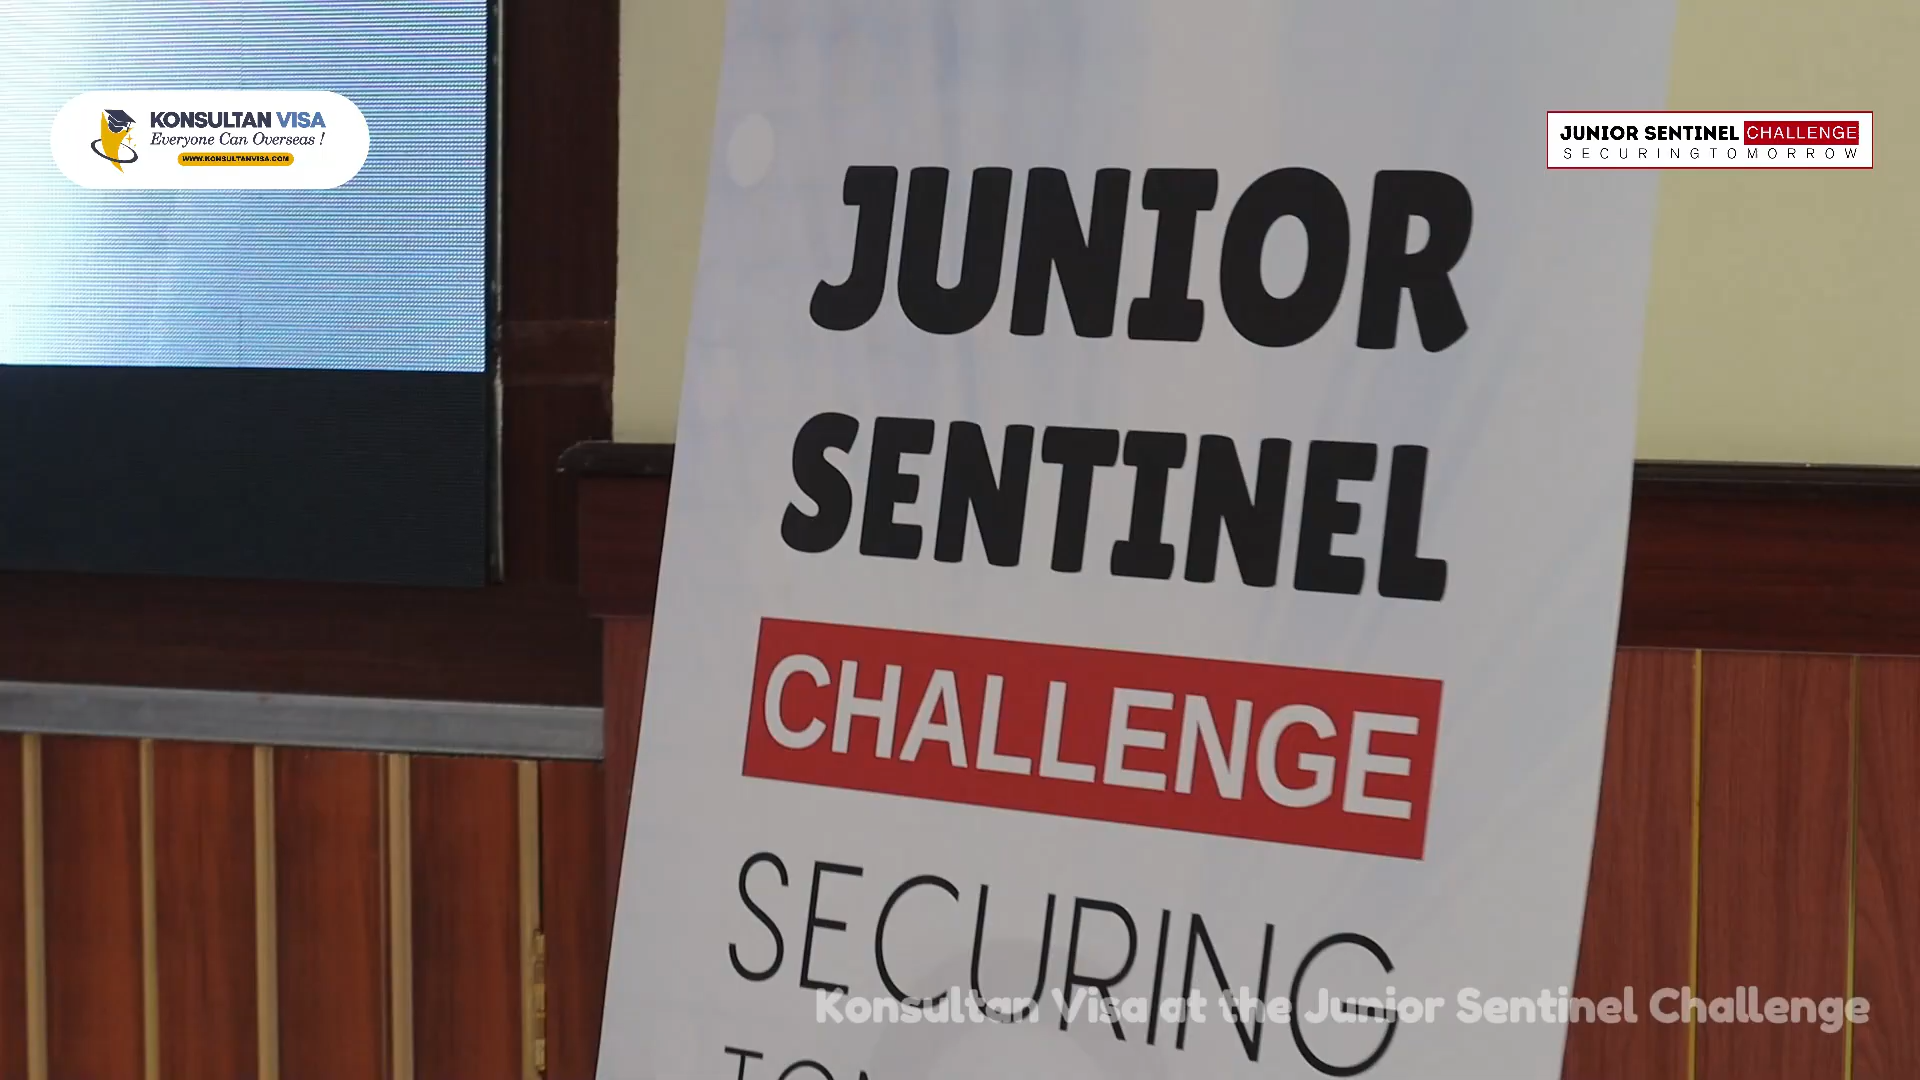 KONSULTAN VISA
Everyone Can Overseas !
WWW.KONSULTANVISA.COM
JUNIOR SENTINEL CHALLENGE
SECURINGTOMORROW
JUNIOR
SENTINEL
CHALLENGE
SECURING
Konsultan Visa at the Junior Sentinel Challenge